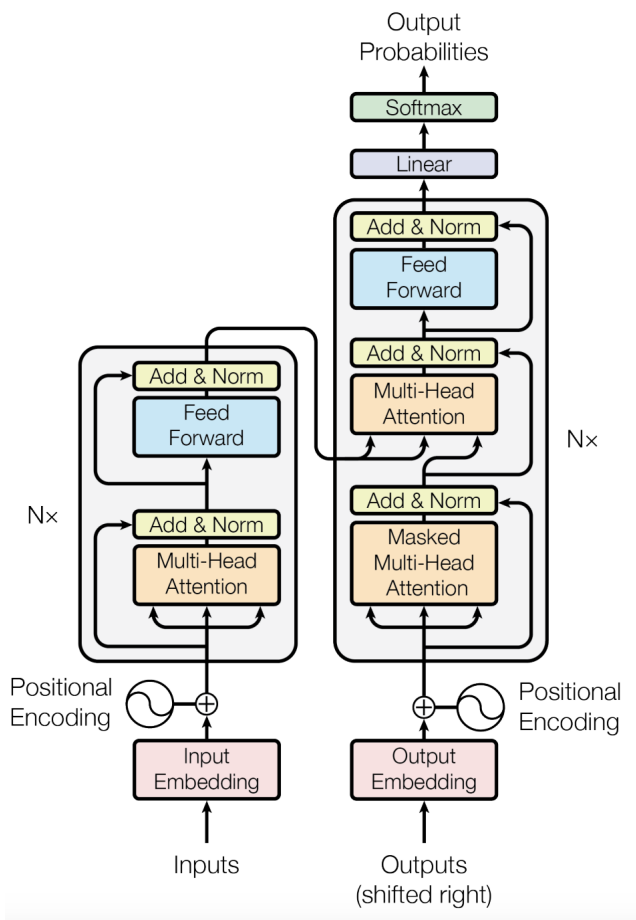 Output
Probabilities
Softmax
Linear
Add & Norm
Feed
Forward
Add & Norm
Multi-Head
Attention
N×
Add & Norm
Masked
Multi-Head
Attention
Positional
Encoding
Output
Embedding
Outputs
(shifted right)
Add & Norm
Feed
Forward
N×
Add & Norm
Multi-Head
Attention
Positional
Encoding
Input
Embedding
Inputs